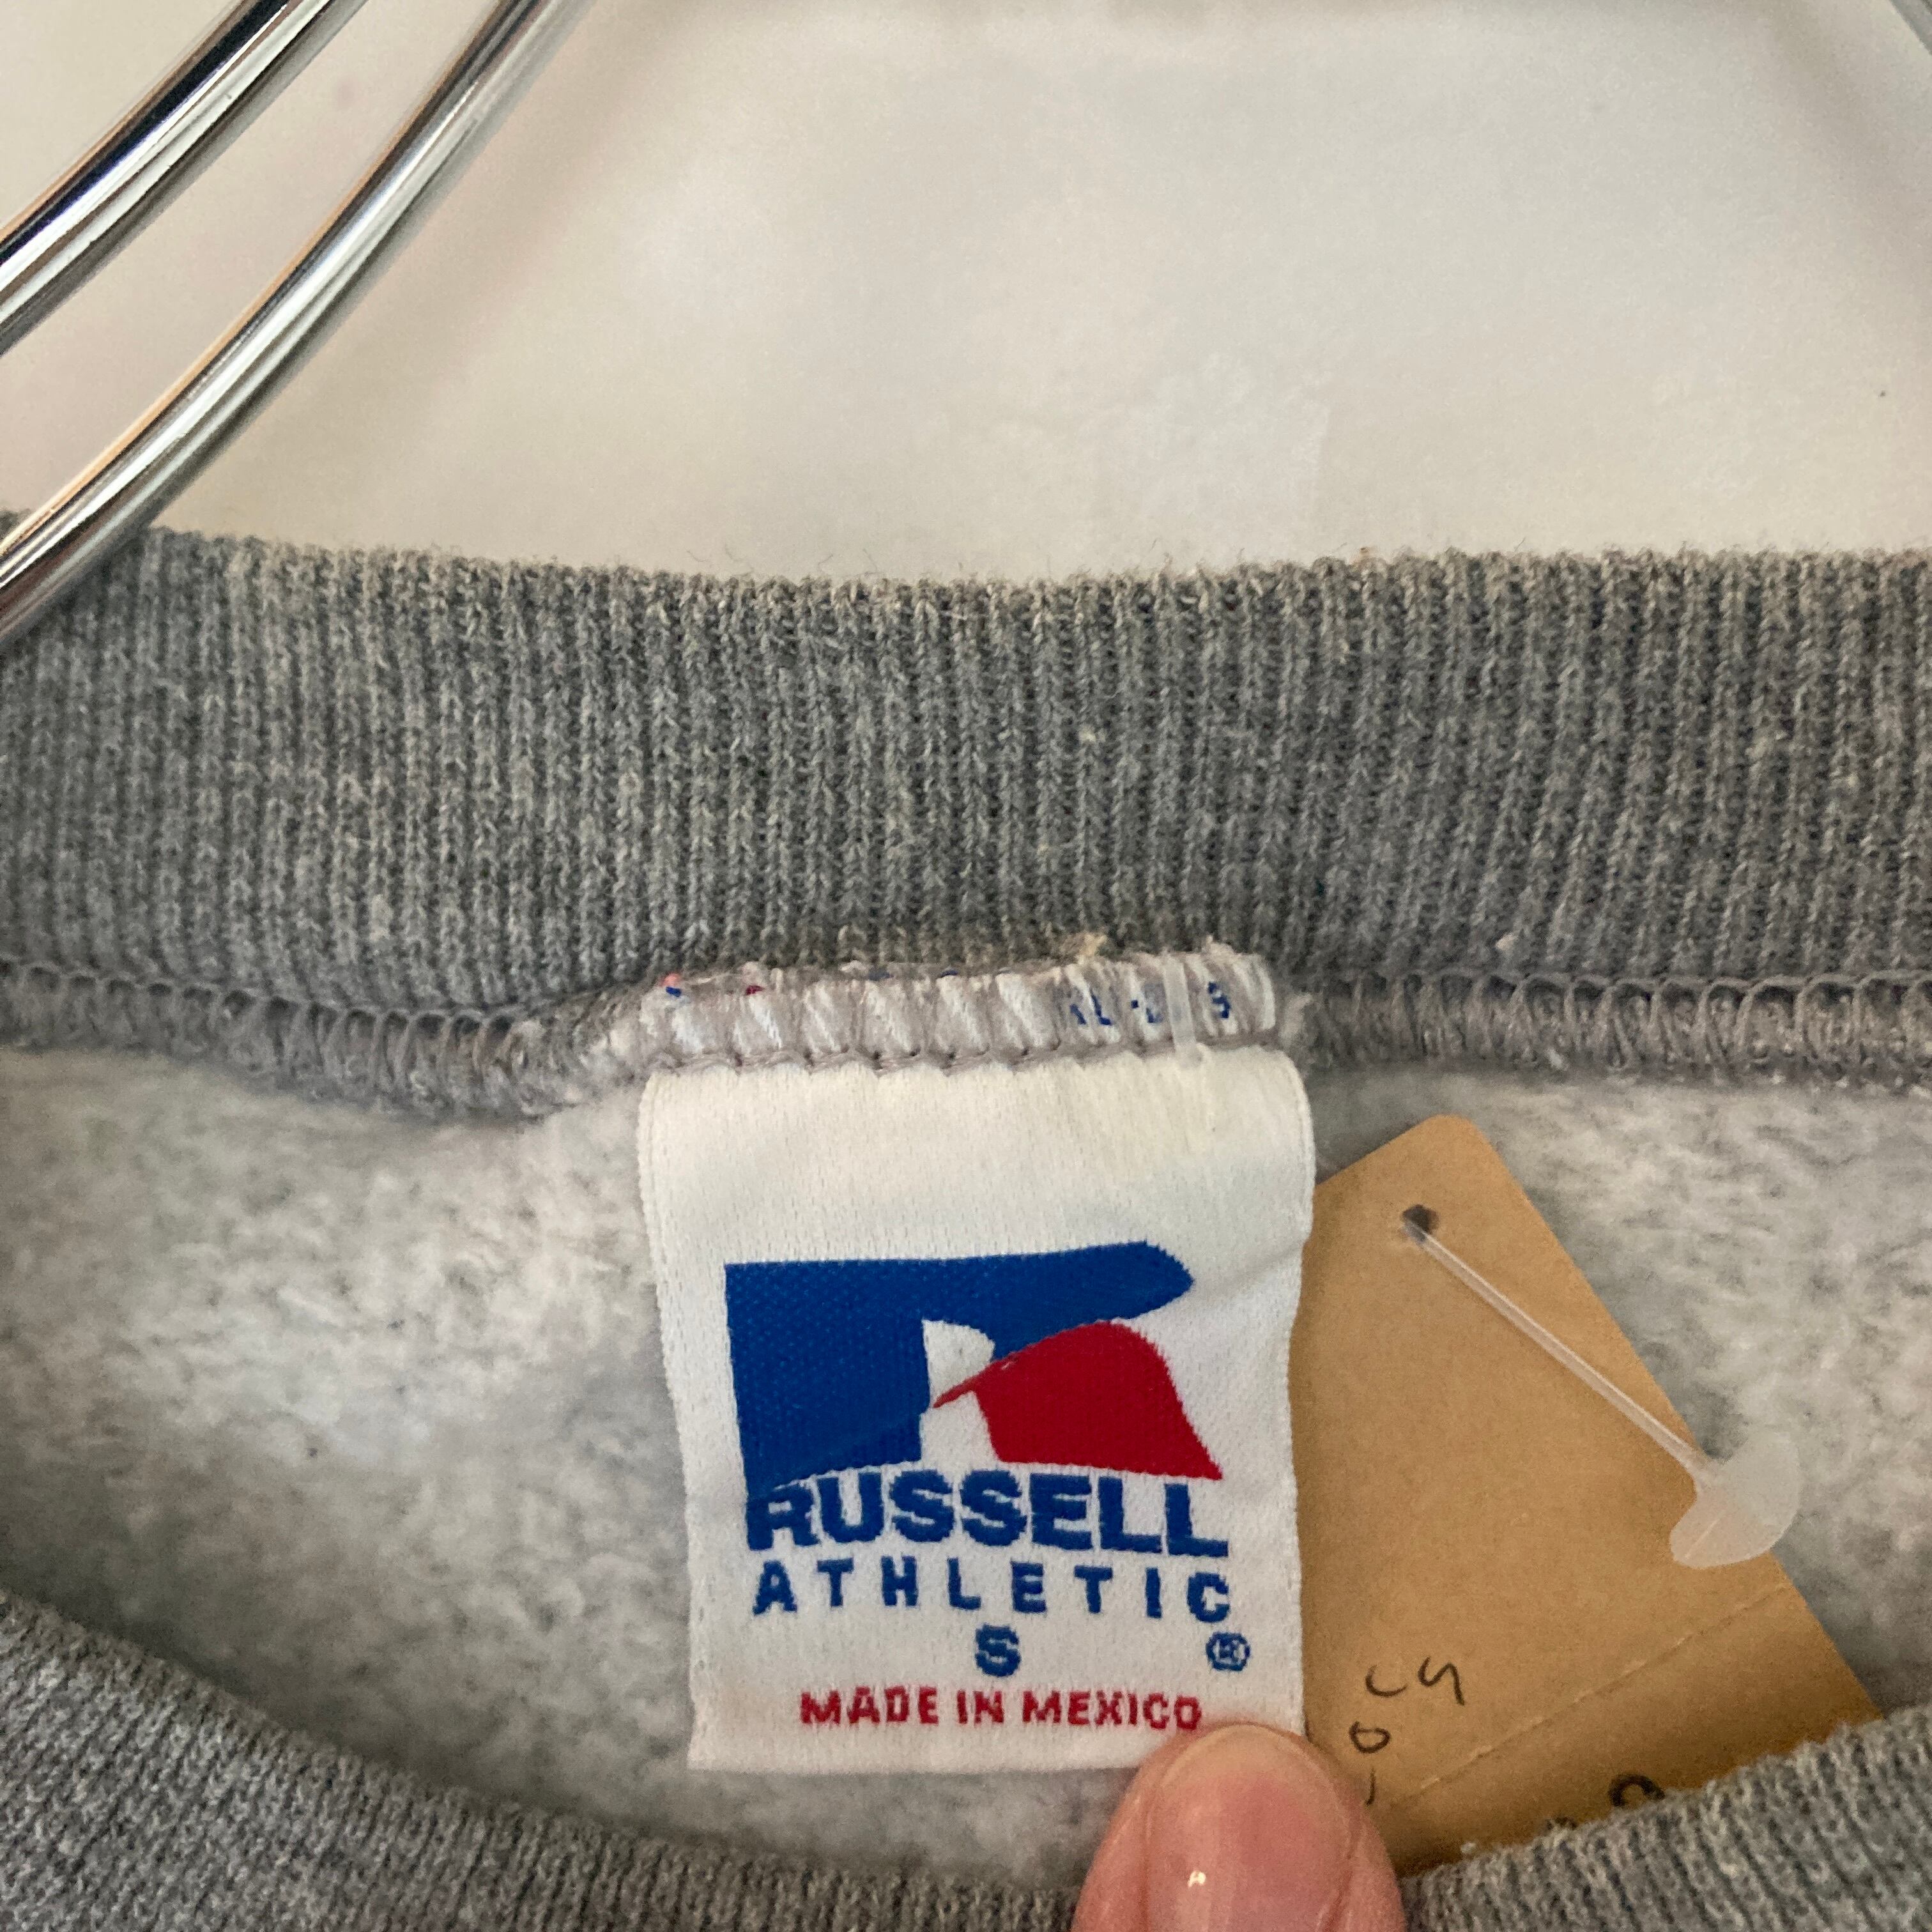 RUSSELL
ATHLETIC
S ®
MADE IN MEXICO